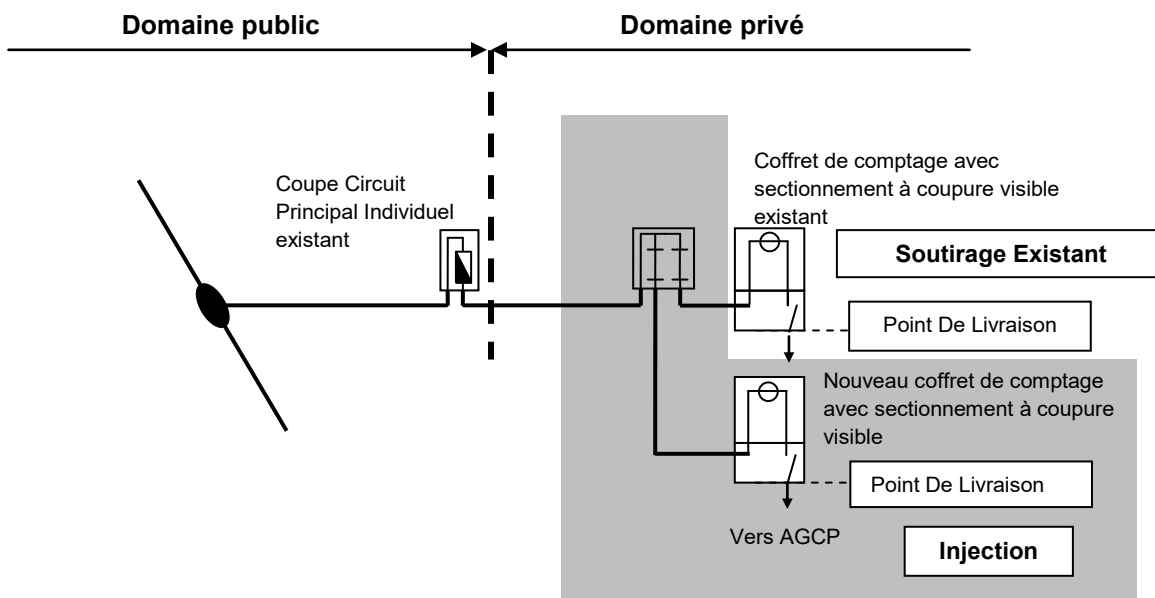 Domaine public
Domaine privé
Coupe Circuit
Principal Individuel
existant
Coffret de comptage avec
sectionnement à coupure visible
existant
Soutirage Existant
Point De Livraison
Nouveau coffret de comptage
avec sectionnement à coupure
visible
Point De Livraison
Vers AGCP
Injection